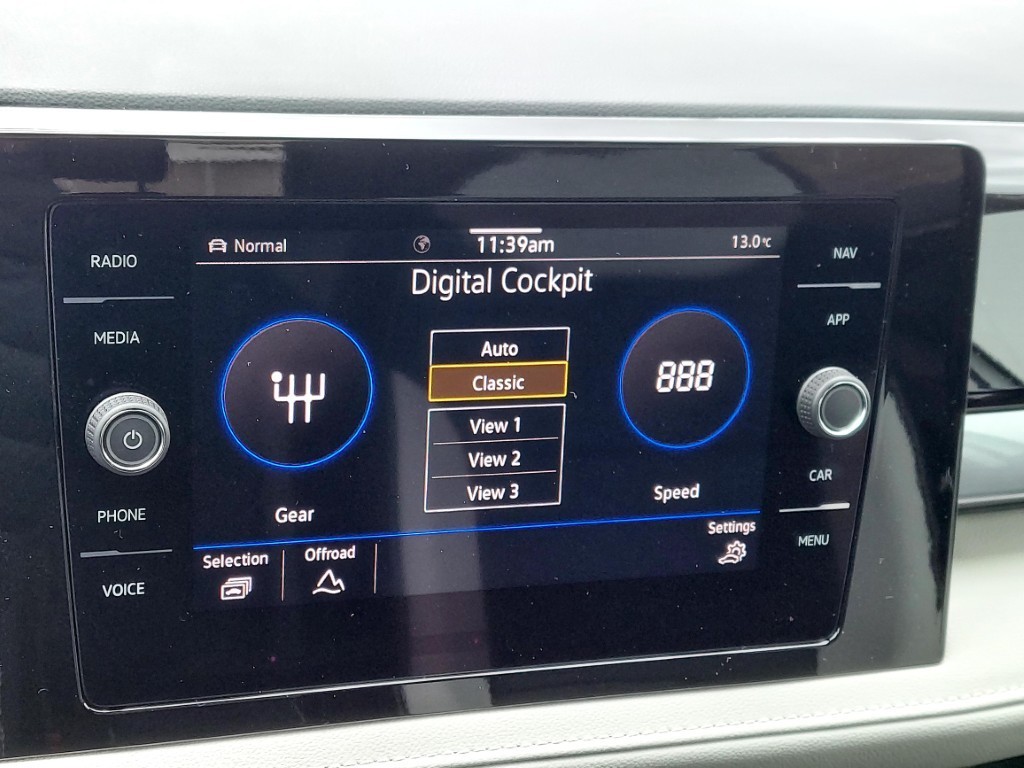 RADIO
MEDIA
PHONE
VOICE
Normal 11:39am 13.0°C
Digital Cockpit
Auto
Classic
View 1
View 2
View 3
Gear
888
Speed
Selection
Offroad
Settings
NAV
APP
CAR
MENU